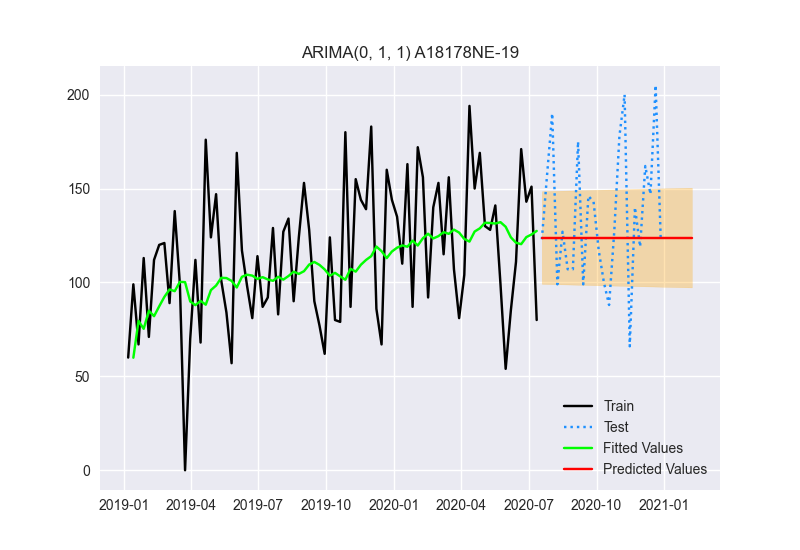 ARIMA(0, 1, 1) A18178NE-19
200
150
100
50
0
Train
Test
Fitted Values
Predicted Values
2019-01 2019-04 2019-07 2019-10 2020-01 2020-04 2020-07 2020-10 2021-01